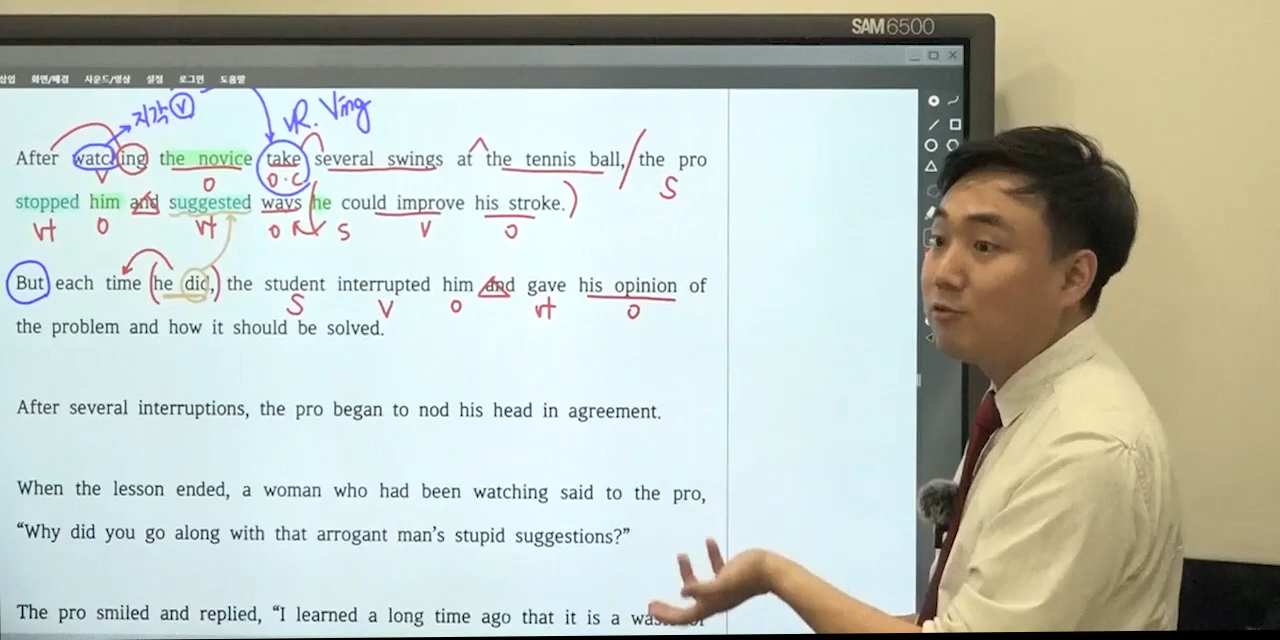 SAM6500
삽입 화면/배경 사운드/영상 설정 로그인 도움말
지각 V VR. Ving
After watching the novice take several swings at the tennis ball, the pro
V O O·C S
stopped him and suggested ways he could improve his stroke.
vt O vt O S V O
But each time he did, the student interrupted him and gave his opinion of
S V O vt O
the problem and how it should be solved.
After several interruptions, the pro began to nod his head in agreement.
When the lesson ended, a woman who had been watching said to the pro,
“Why did you go along with that arrogant man’s stupid suggestions?”
The pro smiled and replied, “I learned a long time ago that it is a